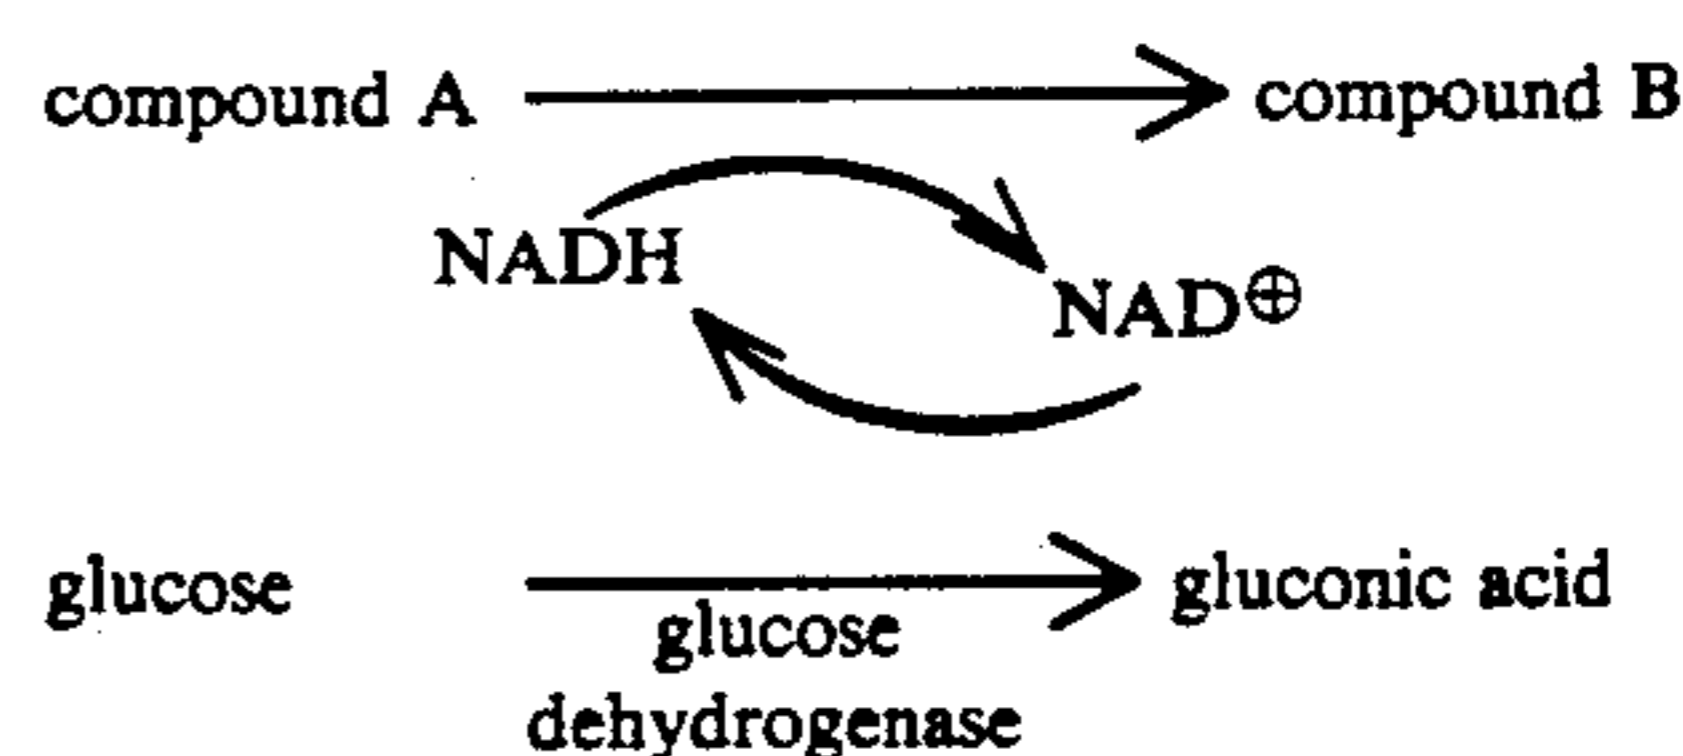 compound A compound B
NADH
NAD⊕
glucose gluconic acid
glucose
dehydrogenase